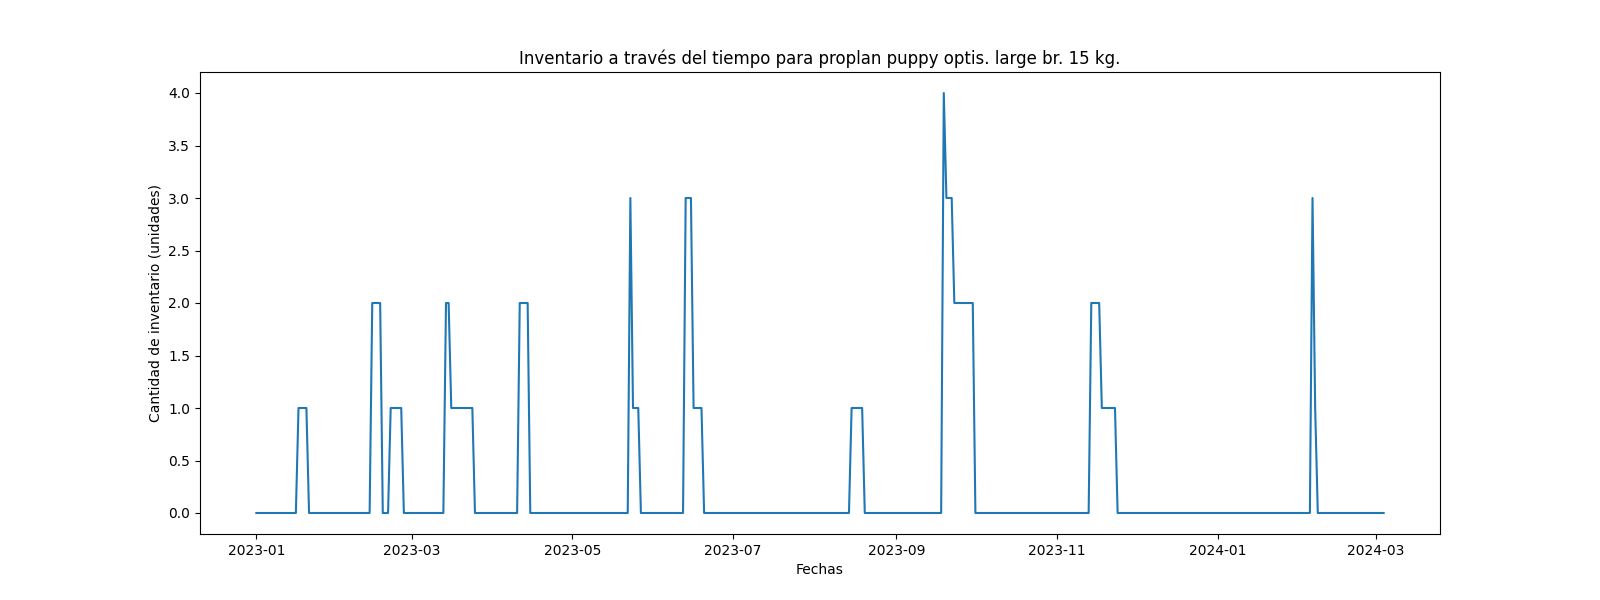 Inventario a través del tiempo para proplan puppy optis. large br. 15 kg.
Cantidad de inventario (unidades)
4.0
3.5
3.0
2.5
2.0
1.5
1.0
0.5
0.0
2023-01 2023-03 2023-05 2023-07 2023-09 2023-11 2024-01 2024-03
Fechas